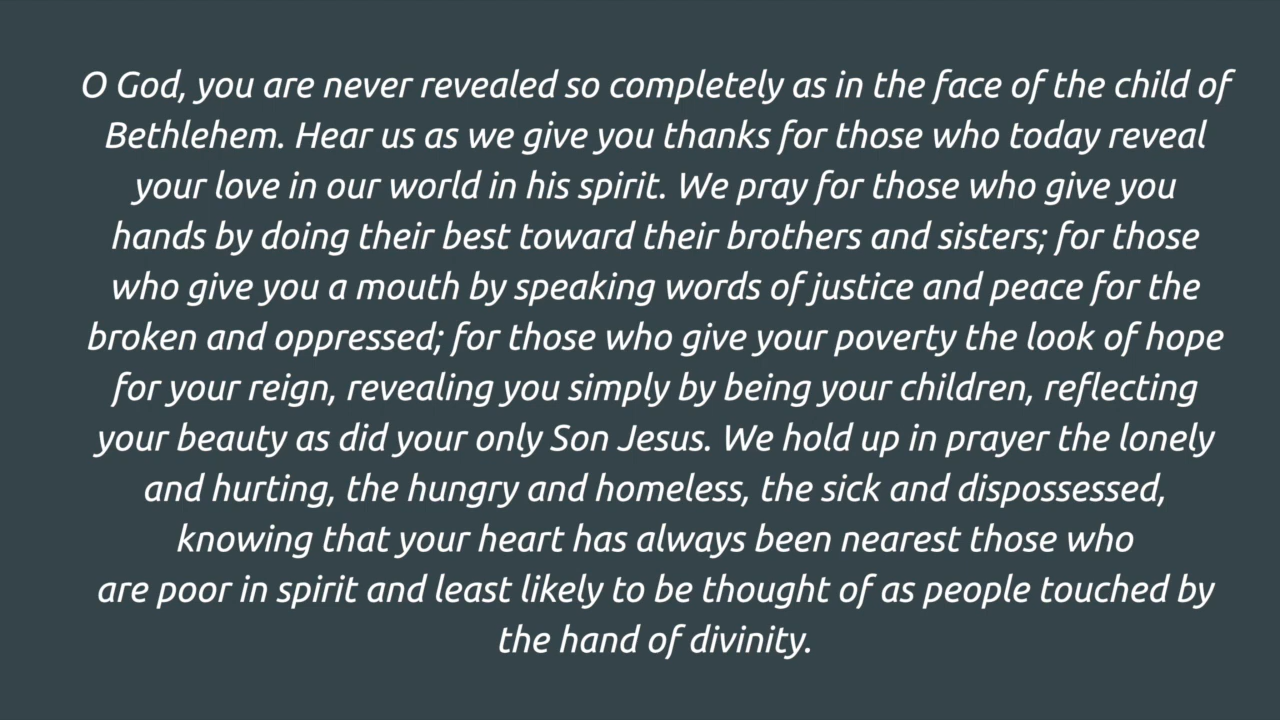 O God, you are never revealed so completely as in the face of the child of
Bethlehem. Hear us as we give you thanks for those who today reveal
your love in our world in his spirit. We pray for those who give you
hands by doing their best toward their brothers and sisters; for those
who give you a mouth by speaking words of justice and peace for the
broken and oppressed; for those who give your poverty the look of hope
for your reign, revealing you simply by being your children, reflecting
your beauty as did your only Son Jesus. We hold up in prayer the lonely
and hurting, the hungry and homeless, the sick and dispossessed,
knowing that your heart has always been nearest those who
are poor in spirit and least likely to be thought of as people touched by
the hand of divinity.